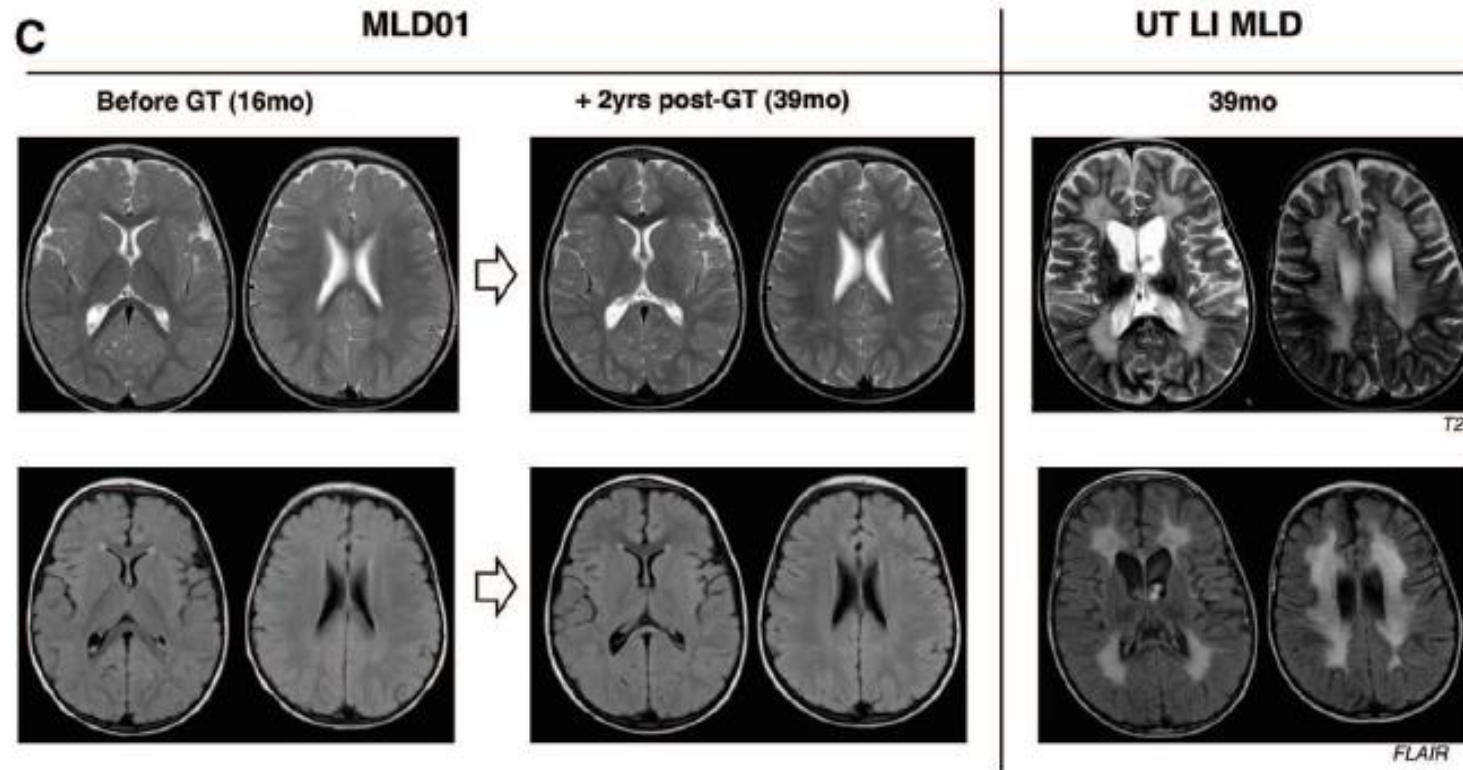 C
MLD01
UT LI MLD
Before GT (16mo)
+ 2yrs post-GT (39mo)
39mo
T2
FLAIR